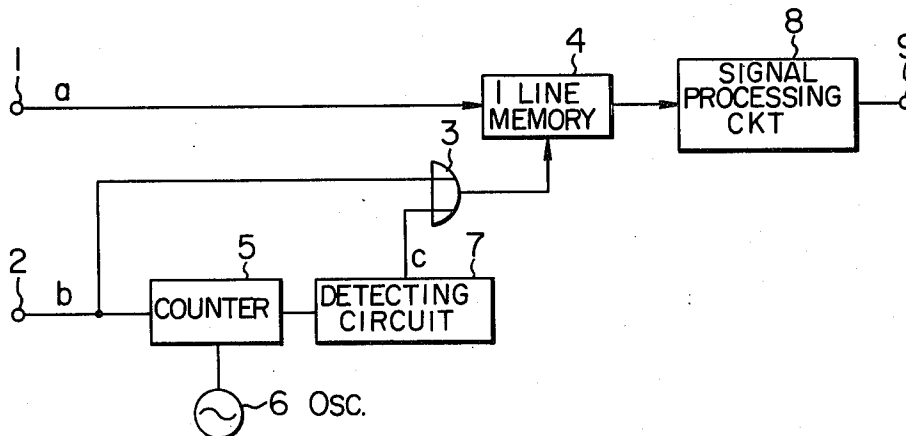 1
a
4
1 LINE
MEMORY
8
SIGNAL
PROCESSING
CKT
9
3
2
b
5
COUNTER
c
7
DETECTING
CIRCUIT
6 OSC.